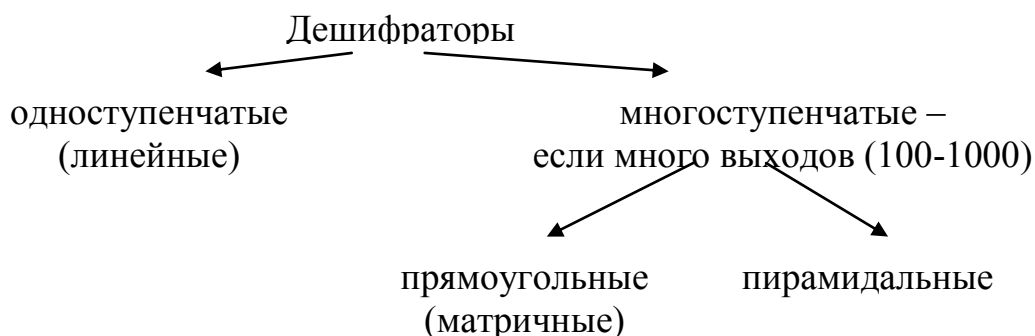 Дешифраторы
одноступенчатые
(линейные)
многоступенчатые –
если много выходов (100-1000)
прямоугольные
(матричные)
пирамидальные